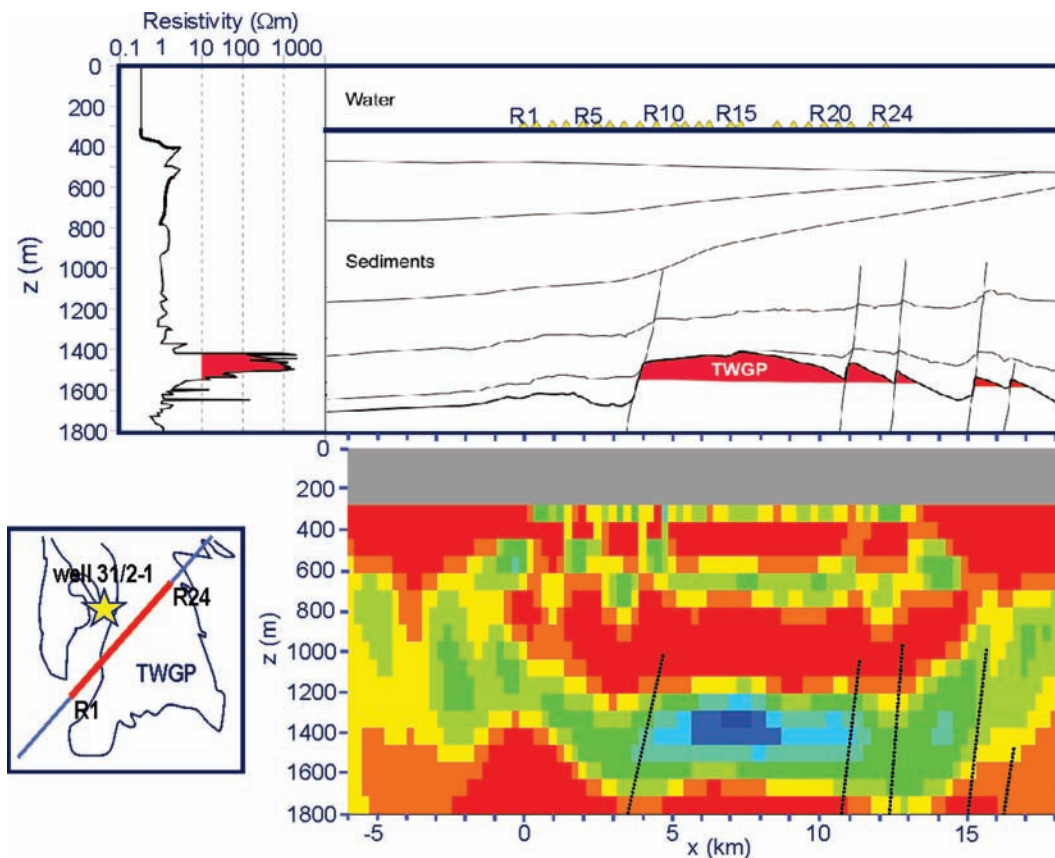 Resistivity (Ωm)
0.1 1 10 100 1000
0
200
400
600
800
1000
1200
1400
1600
1800
z (m)
Water
R1 R5 R10 R15 R20 R24
Sediments
TWGP
0
200
400
600
800
1000
1200
1400
1600
1800
z (m)
-5 0 5 10 15
x (km)
well 31/2-1
R24
TWGP
R1